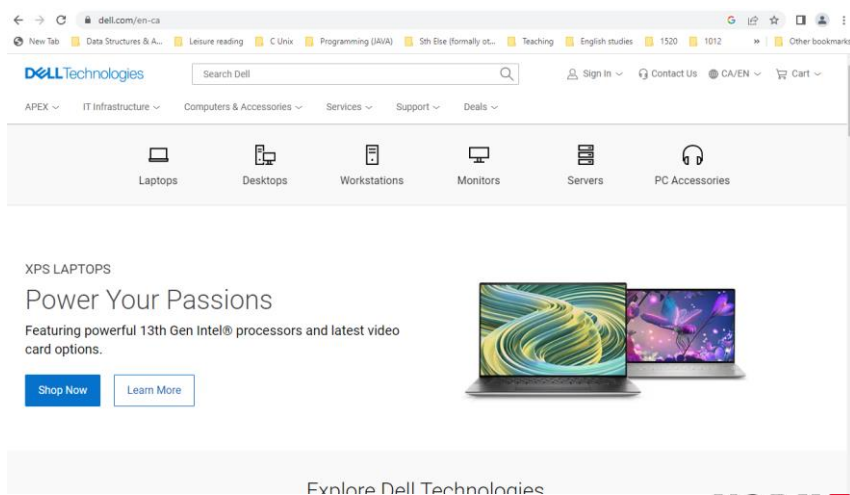 dell.com/en-ca
New Tab Data Structures & A... Leisure reading C Unix Programming (JAVA) Sth Else (formally ot... Teaching English studies 1520 1012 » Other bookmarks
DELLTechnologies Search Dell Sign In Contact Us CA/EN Cart
APEX IT Infrastructure Computers & Accessories Services Support Deals
Laptops Desktops Workstations Monitors Servers PC Accessories
XPS LAPTOPS
Power Your Passions
Featuring powerful 13th Gen Intel® processors and latest video
card options.
Shop Now Learn More
Explore Dell Technologies